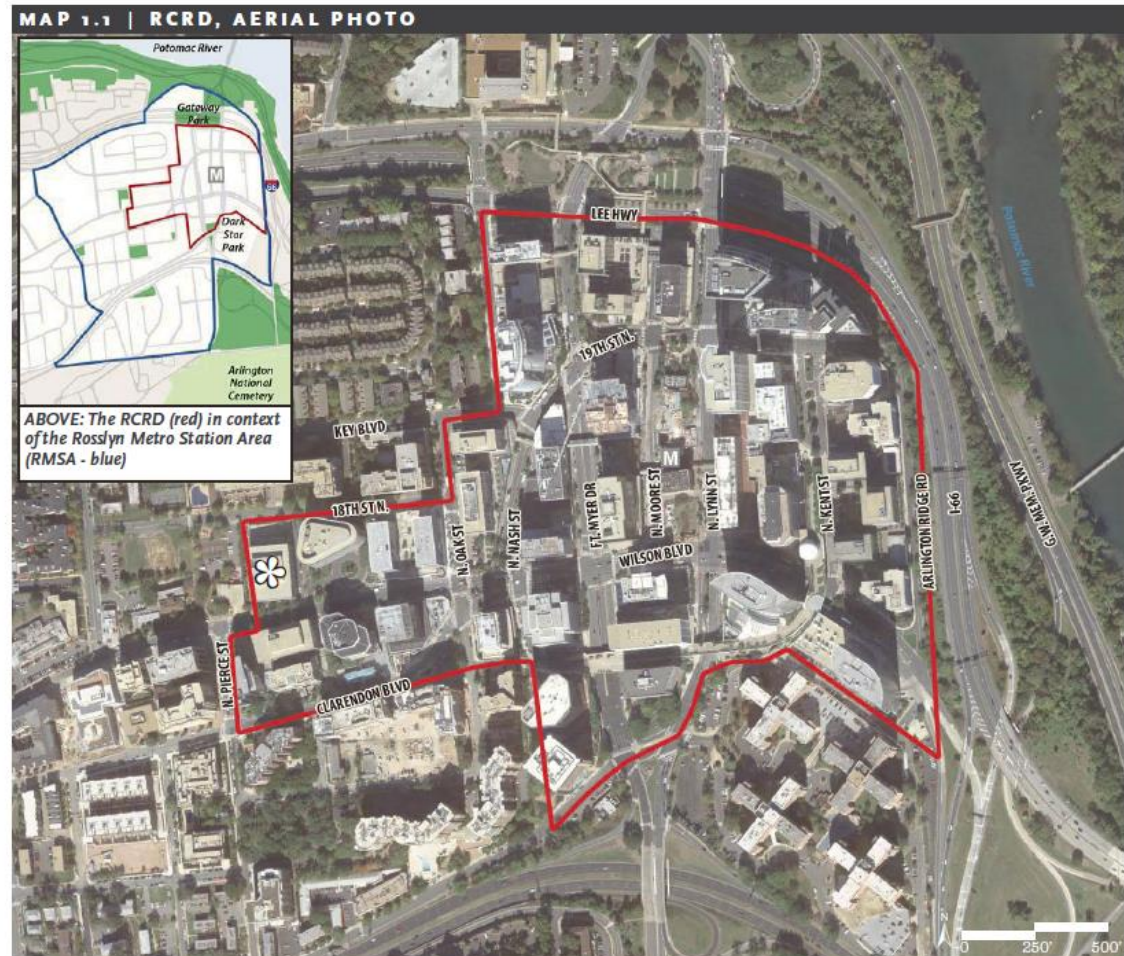 MAP 1.1 | RCRD, AERIAL PHOTO
Potomac River
Gateway
Park
M
66
Dark
Star
Park
Arlington
National
Cemetery
ABOVE: The RCRD (red) in context
of the Rosslyn Metro Station Area
(RMSA - blue)
LEE HWY
Potomac River
19TH ST N.
KEY BLVD
M
18TH ST N.
N. OAK ST
N. NASH ST
FT. MYER DR
N. MOORE ST
N. LYNN ST
N. KENT ST
ARLINGTON RIDGE RD
I-66
G.W. MEM. PKWY
WILSON BLVD
N. PIERCE ST
CLARENDON BLVD
N
0 250' 500'